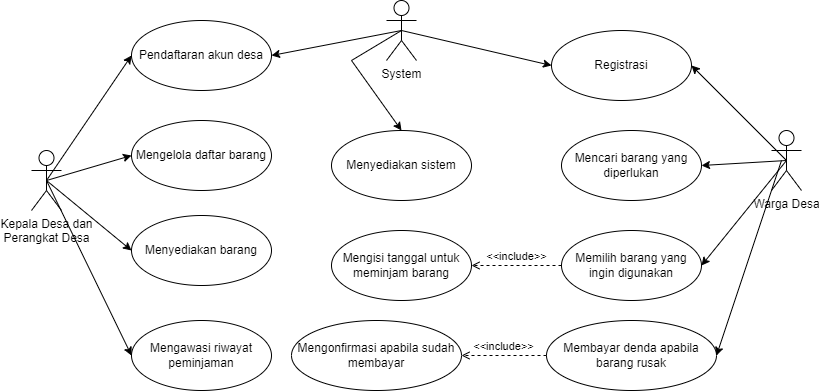 System
Pendaftaran akun desa
Registrasi
Mengelola daftar barang
Menyediakan sistem
Mencari barang yang
diperlukan
Kepala Desa dan
Perangkat Desa
Warga Desa
Menyediakan barang
Mengisi tanggal untuk
meminjam barang
<<include>>
Memilih barang yang
ingin digunakan
Mengawasi riwayat
peminjaman
Mengonfirmasi apabila sudah
membayar
<<include>>
Membayar denda apabila
barang rusak